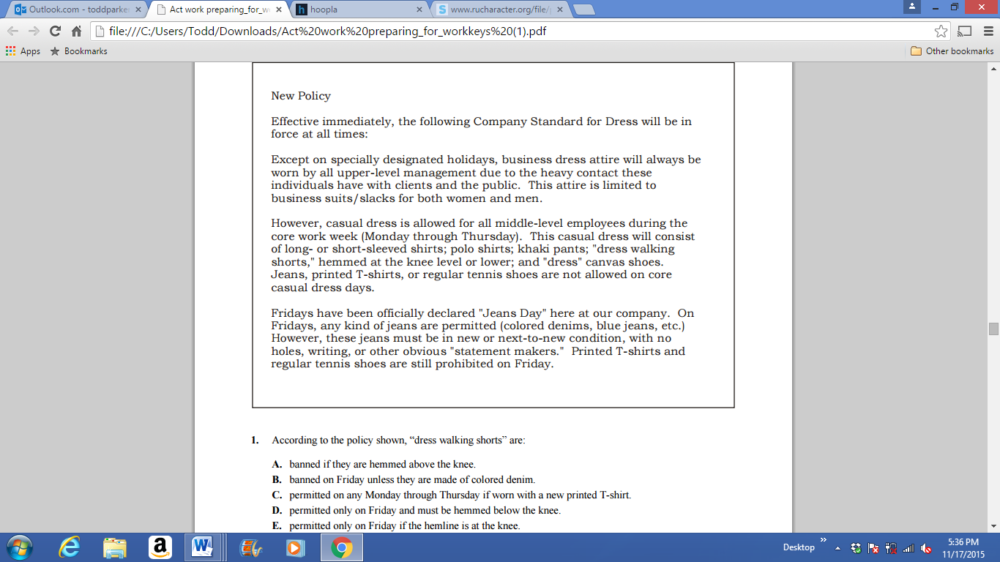 Outlook.com - toddparke
Act work preparing_for_w
hoopla
www.rucharacter.org/file/
file:///C:/Users/Todd/Downloads/Act%20work%20preparing_for_workkeys%20(1).pdf
Apps
Bookmarks
Other bookmarks
New Policy
Effective immediately, the following Company Standard for Dress will be in
force at all times:
Except on specially designated holidays, business dress attire will always be
worn by all upper-level management due to the heavy contact these
individuals have with clients and the public. This attire is limited to
business suits/slacks for both women and men.
However, casual dress is allowed for all middle-level employees during the
core work week (Monday through Thursday). This casual dress will consist
of long- or short-sleeved shirts; polo shirts; khaki pants; "dress walking
shorts," hemmed at the knee level or lower; and "dress" canvas shoes.
Jeans, printed T-shirts, or regular tennis shoes are not allowed on core
casual dress days.
Fridays have been officially declared "Jeans Day" here at our company. On
Fridays, any kind of jeans are permitted (colored denims, blue jeans, etc.)
However, these jeans must be in new or next-to-new condition, with no
holes, writing, or other obvious "statement makers." Printed T-shirts and
regular tennis shoes are still prohibited on Friday.
1. According to the policy shown, “dress walking shorts” are:
A. banned if they are hemmed above the knee.
B. banned on Friday unless they are made of colored denim.
C. permitted on any Monday through Thursday if worn with a new printed T-shirt.
D. permitted only on Friday and must be hemmed below the knee.
E. permitted only on Friday if the hemline is at the knee.
Desktop
5:36 PM
11/17/2015